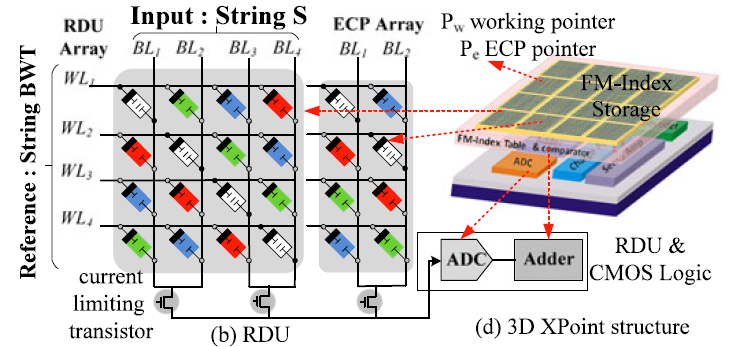 Input : String S
RDU
Array
BL1
BL2
BL3
BL4
ECP Array
BL1
BL2
Pw working pointer
Pe ECP pointer
Reference : String BWT
WL1
WL2
WL3
WL4
FM-Index
Storage
FM-Index Table & comparator
ADC
current
limiting
transistor
(b) RDU
ADC
Adder
RDU &
CMOS Logic
(d) 3D XPoint structure